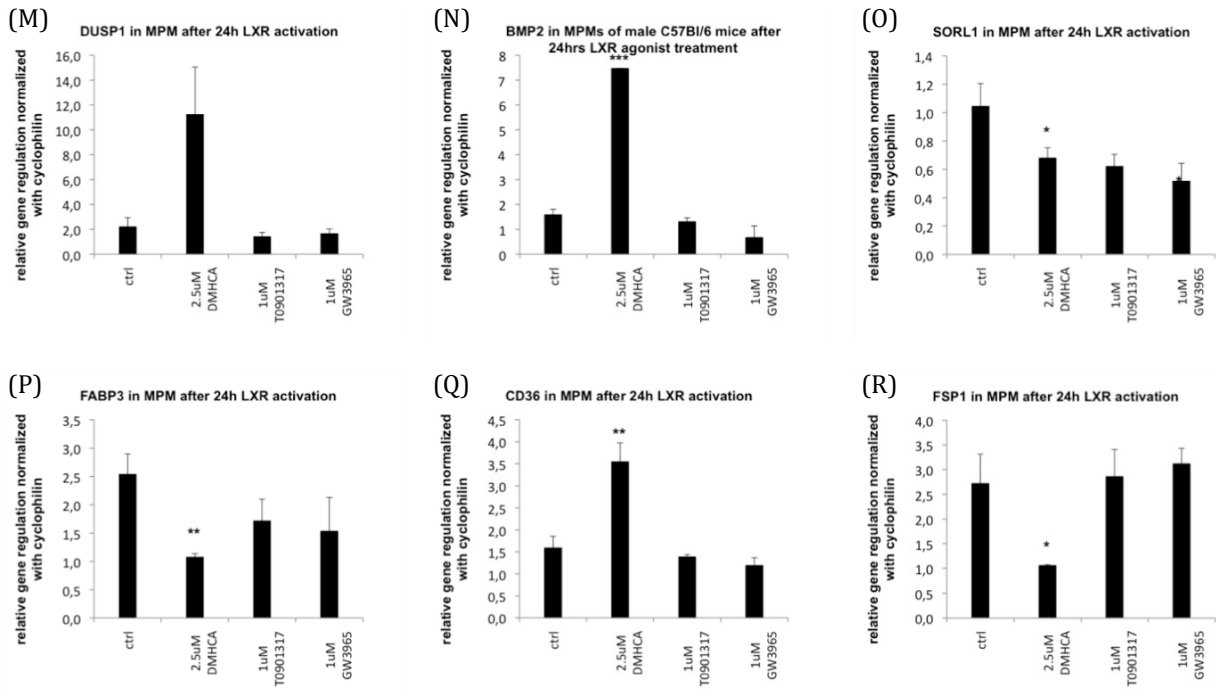 (M)
DUSP1 in MPM after 24h LXR activation
relative gene regulation normalized
with cyclophilin
16,0
14,0
12,0
10,0
8,0
6,0
4,0
2,0
0,0
ctrl
2.5uM
DMHCA
1uM
T0901317
1uM
GW3965
(N)
BMP2 in MPMs of male C57Bl/6 mice after
24hrs LXR agonist treatment
relative gene regulation normalized
with cyclophilin
8
7
6
5
4
3
2
1
0
***
ctrl
2.5uM
DMHCA
1uM
T0901317
1uM
GW3965
(O)
SORL1 in MPM after 24h LXR activation
relative gene regulation normalized
with cyclophilin
1,4
1,2
1,0
0,8
0,6
0,4
0,2
0,0
*
*
ctrl
2.5uM
DMHCA
1uM
T0901317
1uM
GW3965
(P)
FABP3 in MPM after 24h LXR activation
relative gene regulation normalized
with cyclophilin
3,5
3,0
2,5
2,0
1,5
1,0
0,5
0,0
**
ctrl
2.5uM
DMHCA
1uM
T0901317
1uM
GW3965
(Q)
CD36 in MPM after 24h LXR activation
relative gene regulation normalized
with cyclophilin
4,5
4,0
3,5
3,0
2,5
2,0
1,5
1,0
0,5
0,0
**
ctrl
2.5uM
DMHCA
1uM
T0901317
1uM
GW3965
(R)
FSP1 in MPM after 24h LXR activation
relative gene regulation normalized
with cyclophilin
4,0
3,5
3,0
2,5
2,0
1,5
1,0
0,5
0,0
*
ctrl
2.5uM
DMHCA
1uM
T0901317
1uM
GW3965